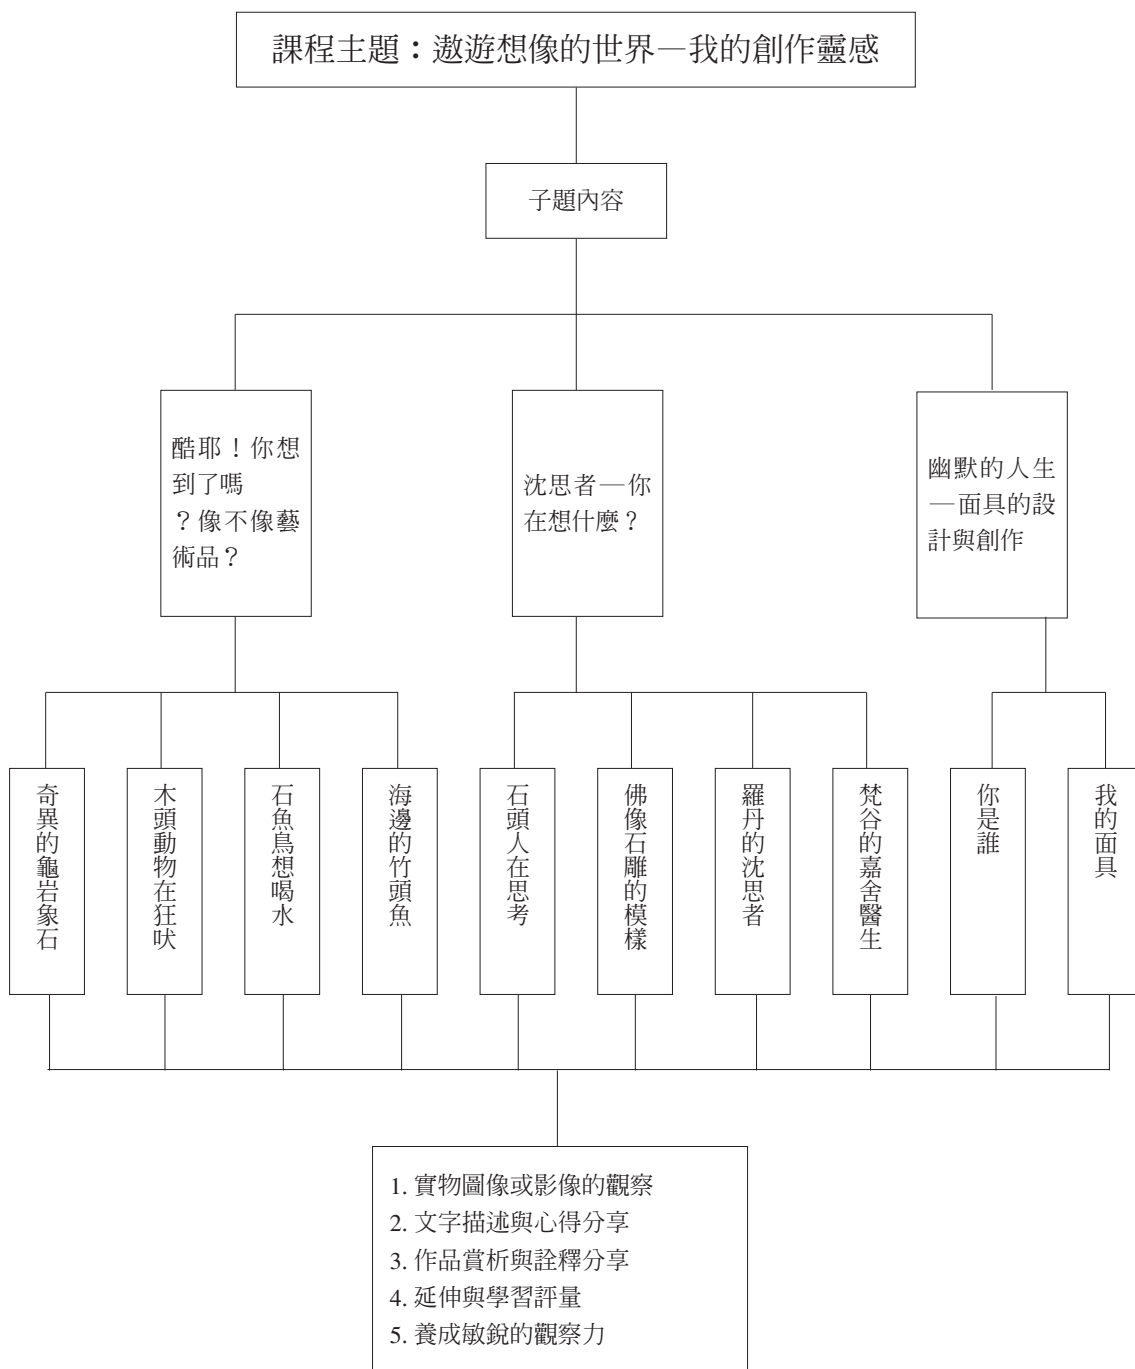 課程主題：遨遊想像的世界—我的創作靈感
子題內容
酷耶！你想
到了嗎
？像不像藝
術品？
沈思者—你
在想什麼？
幽默的人生
—面具的設
計與創作
奇異的龜岩象石
木頭動物在狂吠
石魚鳥想喝水
海邊的竹頭魚
石頭人在思考
佛像石雕的模樣
羅丹的沈思者
梵谷的嘉舍醫生
你是誰
我的面具
1. 實物圖像或影像的觀察
2. 文字描述與心得分享
3. 作品賞析與詮釋分享
4. 延伸與學習評量
5. 養成敏銳的觀察力